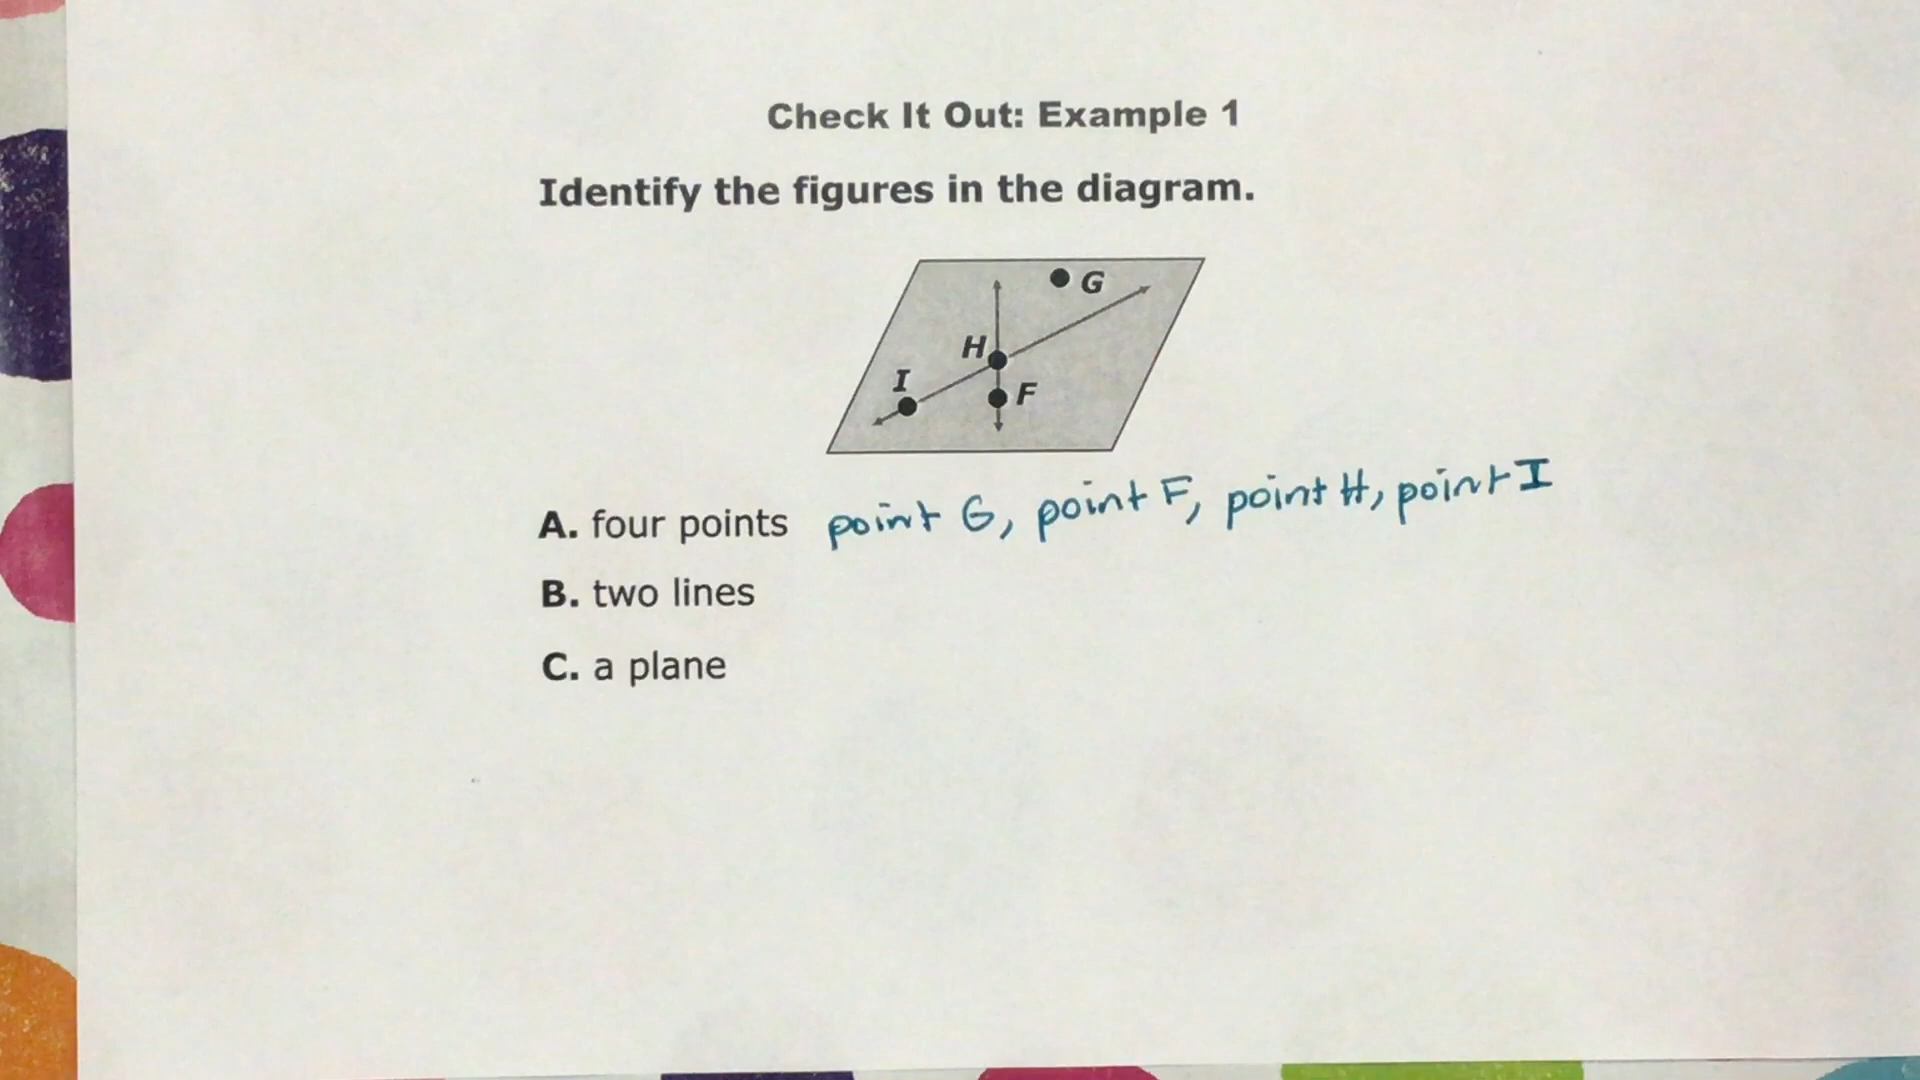 Check It Out: Example 1
Identify the figures in the diagram.
G
H
I
F
A. four points point G, point F, point H, point I
B. two lines
C. a plane